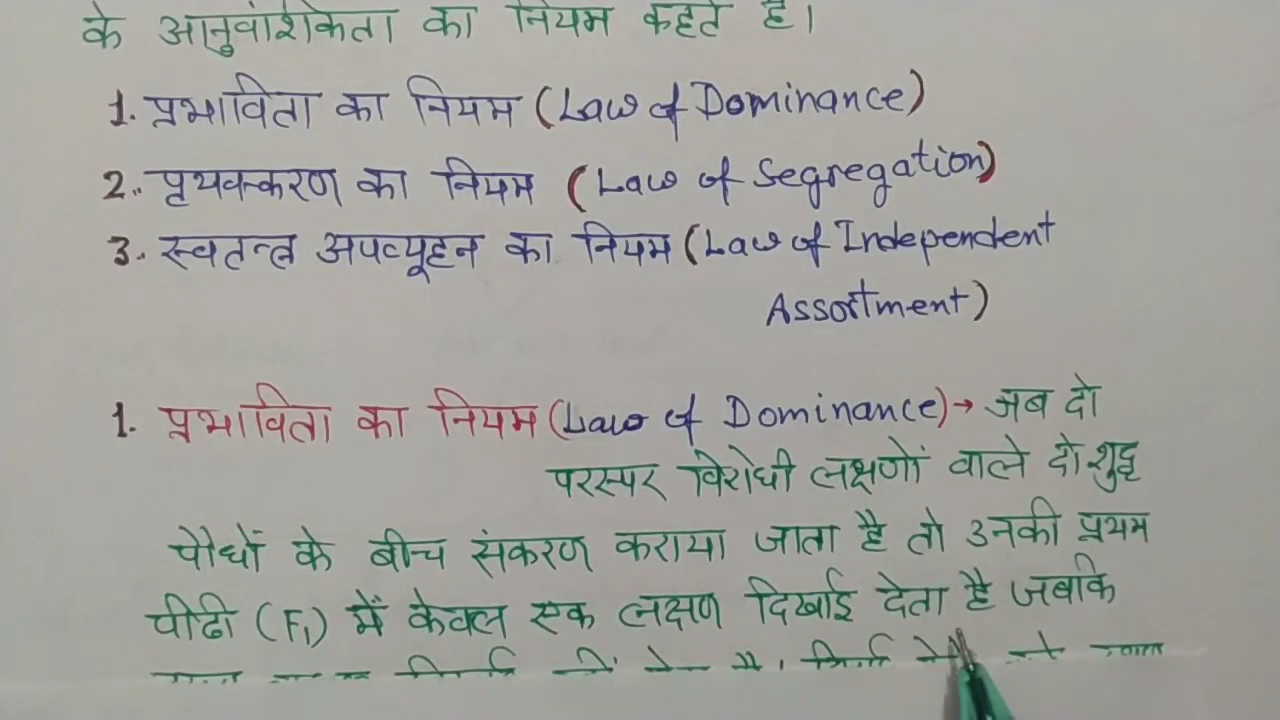 के आनुवांशिकता का नियम कहते है।
1. प्रभाविता का नियम (Law of Dominance)
2. पृथक्करण का नियम (Law of Segregation)
3. स्वतन्त्र अपव्यूहन का नियम (Law of Independent
Assortment)
1. प्रभाविता का नियम (Law of Dominance)→ जब दो
परस्पर विरोधी लक्षणों वाले दो शुद्ध
पौधों के बीच संकरण कराया जाता है तो उनकी प्रथम
पीढी (F₁) में केवल एक लक्षण दिखाई देता है जबकि